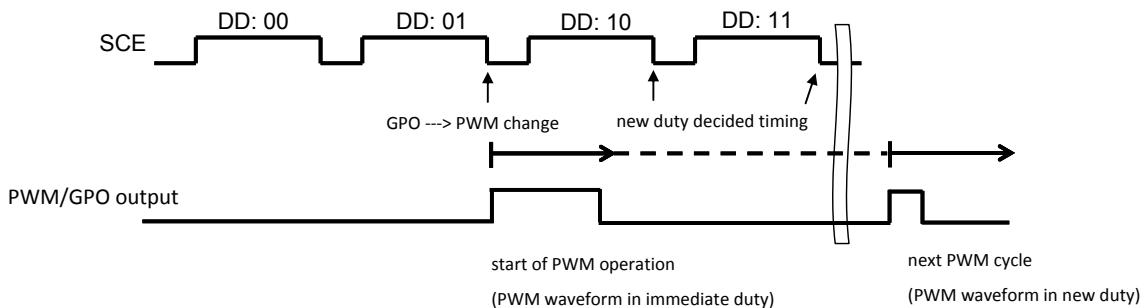 DD: 00 DD: 01 DD: 10 DD: 11
SCE
GPO ---> PWM change new duty decided timing
PWM/GPO output
start of PWM operation next PWM cycle
(PWM waveform in immediate duty) (PWM waveform in new duty)